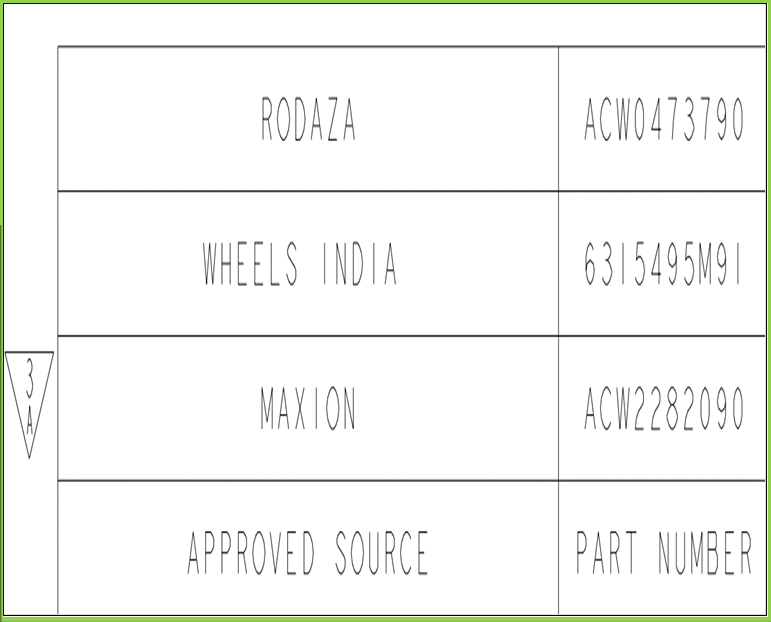 RODAZA ACW0473790
WHEELS INDIA 6315495M91
3
A
MAXION ACW2282090
APPROVED SOURCE PART NUMBER